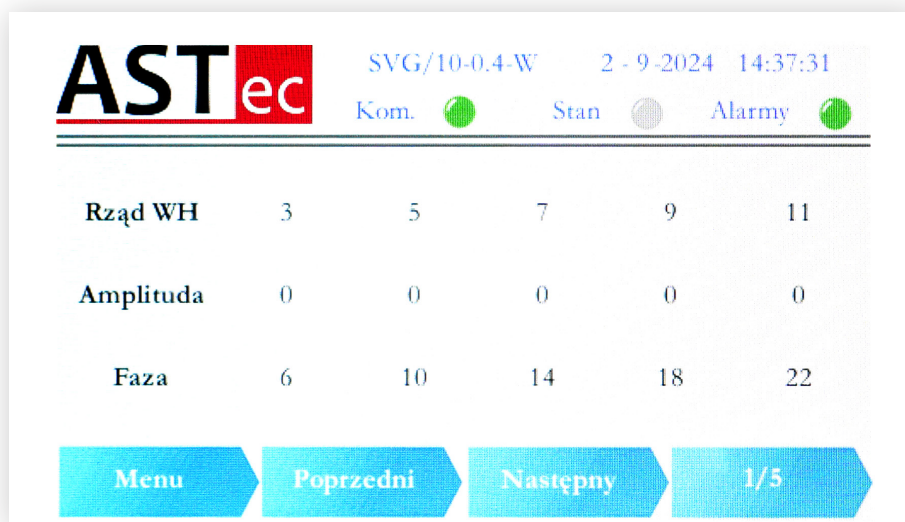 ASTec SVG/10-0.4-W 2 - 9 -2024 14:37:31
Kom. Stan Alarmy
Rząd WH 3 5 7 9 11
Amplituda 0 0 0 0 0
Faza 6 10 14 18 22
Menu Poprzedni Następny 1/5